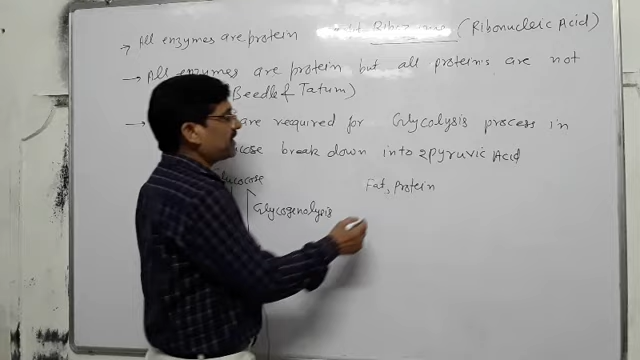 → All enzymes are protein (Ribonucleic Acid)
→ All enzymes are protein but all proteins are not
Beedle & Tatum)
→ are required for Glycolysis process in
break down into 2 pyruvic Acid
Fat, protein
Glycogenolysis